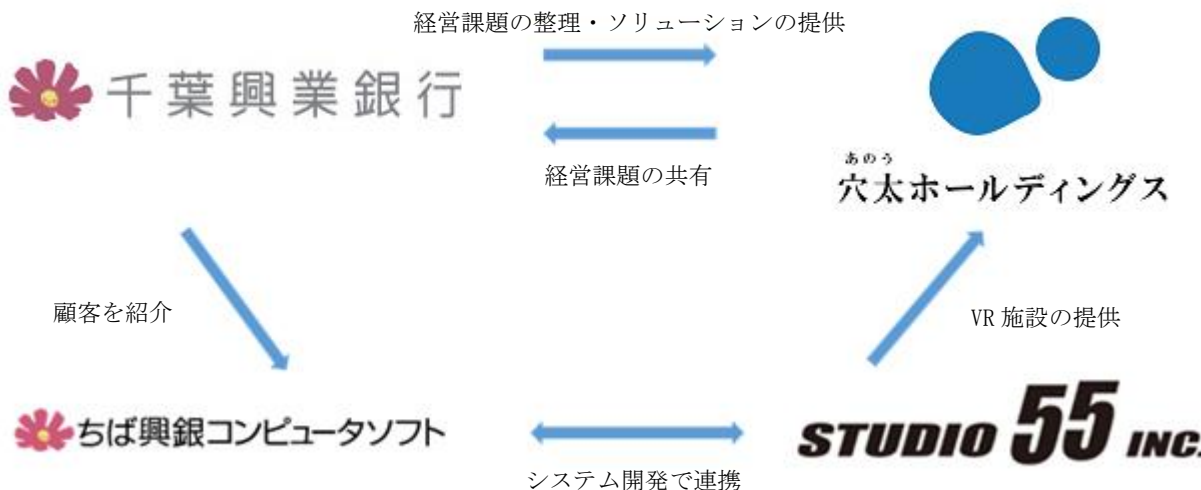 経営課題の整理・ソリューションの提供
千葉興業銀行
経営課題の共有
あのう
穴太ホールディングス
顧客を紹介
VR 施設の提供
ちば興銀コンピュータソフト
STUDIO 55 INC.
システム開発で連携